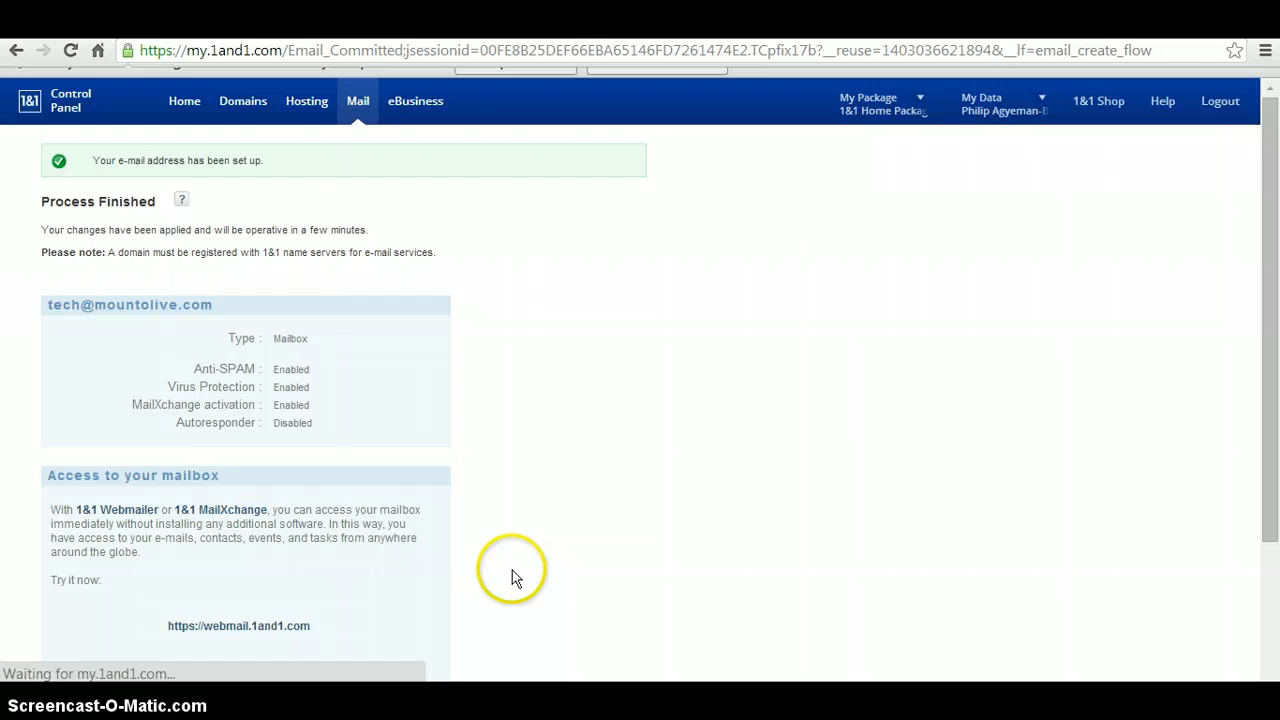 https://my.1and1.com/Email_Committed;jsessionid=00FE8B25DEF66EBA65146FD7261474E2.TCpfix17b?__reuse=1403036621894&__lf=email_create_flow
1&1 Control Panel
Home Domains Hosting Mail eBusiness
My Package
1&1 Home Packag
My Data
Philip Agyeman-B
1&1 Shop Help Logout
Your e-mail address has been set up.
Process Finished ?
Your changes have been applied and will be operative in a few minutes.
Please note: A domain must be registered with 1&1 name servers for e-mail services.
tech@mountolive.com
Type : Mailbox
Anti-SPAM : Enabled
Virus Protection : Enabled
MailXchange activation : Enabled
Autoresponder : Disabled
Access to your mailbox
With 1&1 Webmailer or 1&1 MailXchange, you can access your mailbox
immediately without installing any additional software. In this way, you
have access to your e-mails, contacts, events, and tasks from anywhere
around the globe.
Try it now:
https://webmail.1and1.com
Waiting for my.1and1.com...
Screencast-O-Matic.com